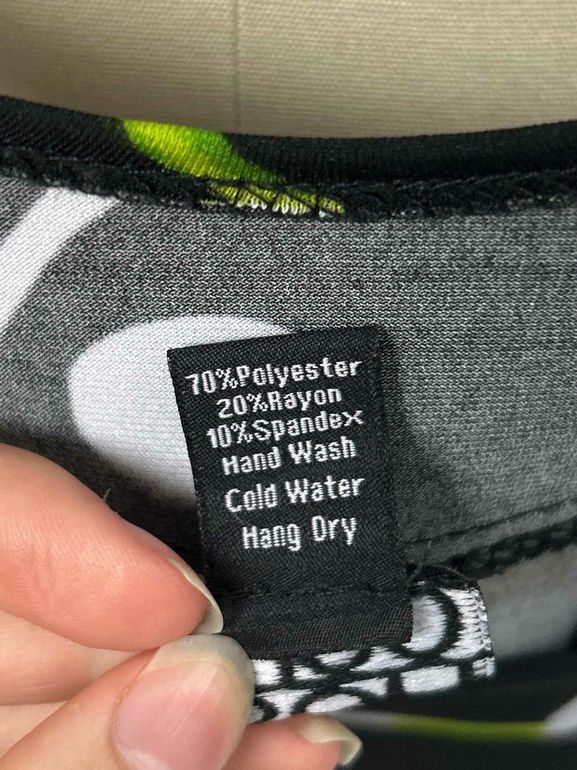 70%Polyester
20%Rayon
10%Spandex
Hand Wash
Cold Water
Hang Dry